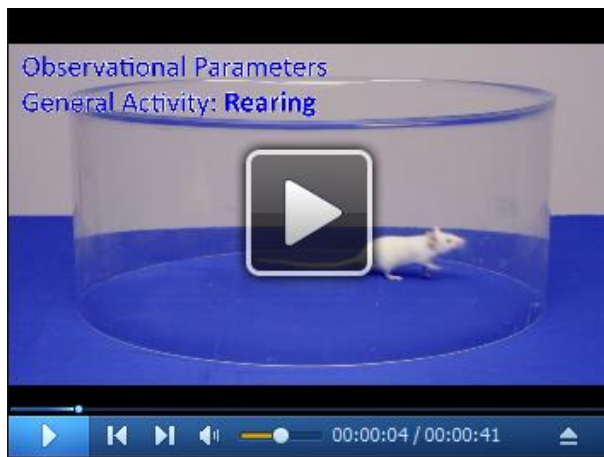 Observational Parameters
General Activity: Rearing
00:00:04 / 00:00:41